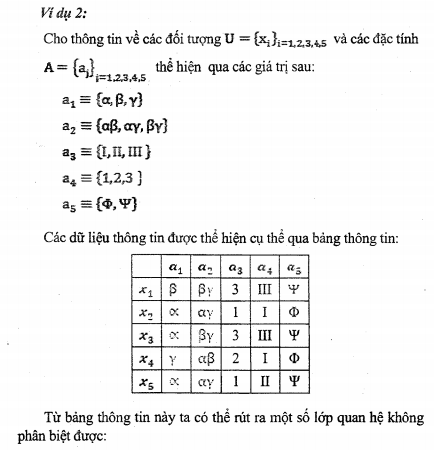 Ví dụ 2:
Cho thông tin về các đối tượng U = {xᵢ}ᵢ₌₁,₂,₃,₄,₅ và các đặc tính
A = {aⱼ}ᵢ₌₁,₂,₃,₄,₅ thể hiện qua các giá trị sau:
a₁ ≡ {α, β, γ}
a₂ ≡ {αβ, αγ, βγ}
a₃ ≡ {I, II, III }
a₄ ≡ {1,2,3 }
a₅ ≡ {Φ, Ψ}
Các dữ liệu thông tin được thể hiện cụ thể qua bảng thông tin:
a₁ a₂ a₃ a₄ a₅
x₁ β βγ 3 III Ψ
x₂ ∝ αγ 1 I Φ
x₃ ∝ βγ 3 III Ψ
x₄ γ αβ 2 I Φ
x₅ ∝ αγ 1 II Ψ
Từ bảng thông tin này ta có thể rút ra một số lớp quan hệ không
phân biệt được: